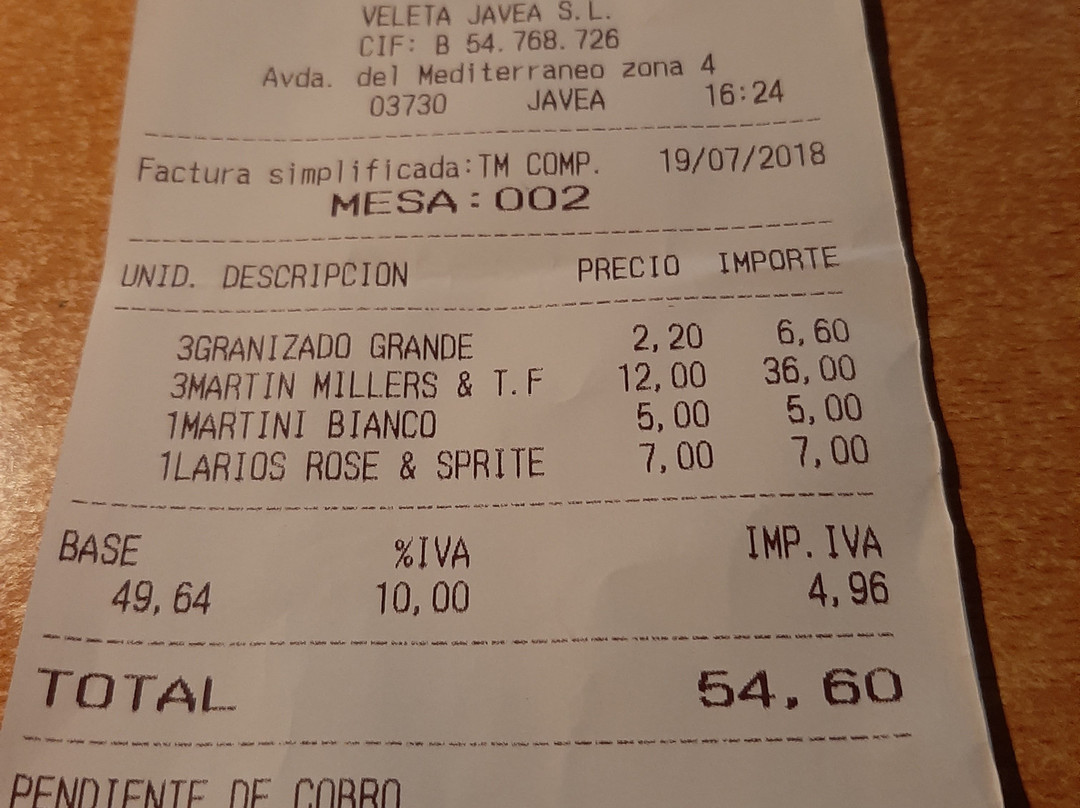 VELETA JAVEA S.L.
CIF: B 54.768.726
Avda. del Mediterraneo zona 4
03730 JAVEA 16:24
Factura simplificada:TM COMP. 19/07/2018
MESA:002
UNID. DESCRIPCION PRECIO IMPORTE
3GRANIZADO GRANDE 2,20 6,60
3MARTIN MILLERS & T.F 12,00 36,00
1MARTINI BIANCO 5,00 5,00
1LARIOS ROSE & SPRITE 7,00 7,00
BASE %IVA IMP.IVA
49,64 10,00 4,96
TOTAL 54,60
PENDIENTE DE COBRO